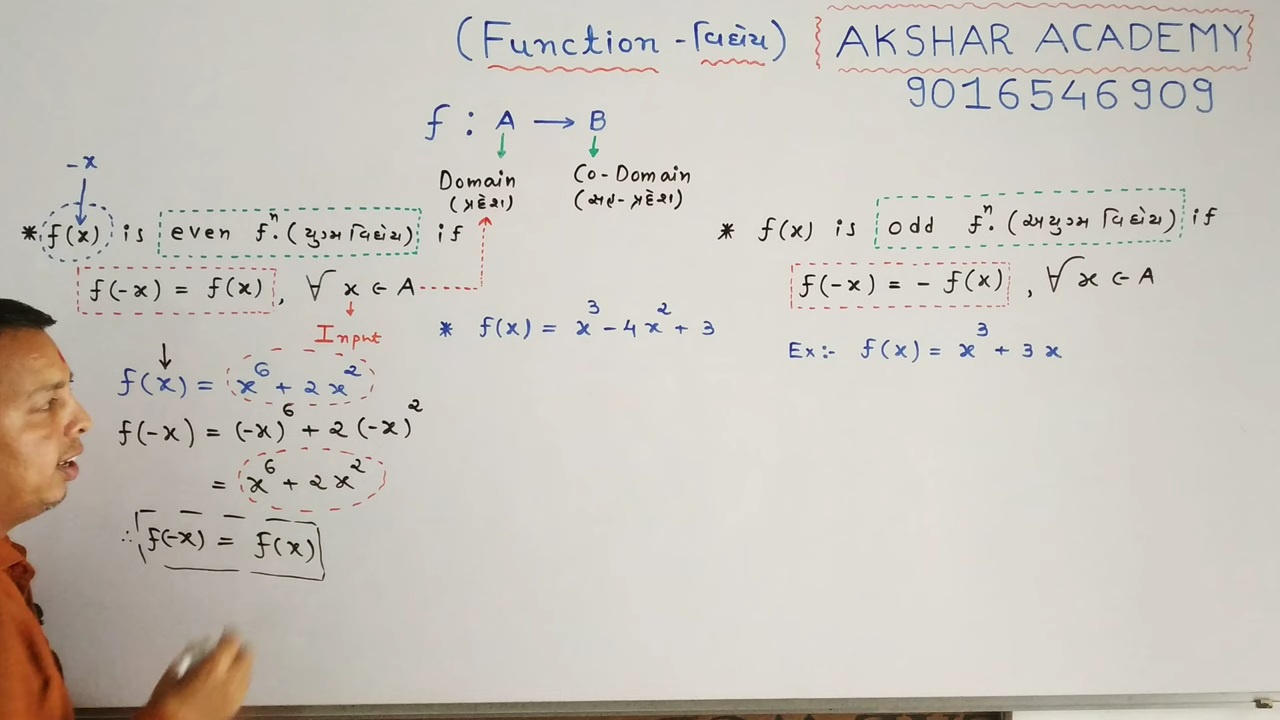 (Function - વિધેય)
AKSHAR ACADEMY
9016546909
f : A → B
Domain
(પ્રદેશ)
Co-Domain
(સહ-પ્રદેશ)
-x
* f(x) is even fⁿ. (યુગ્મ વિધેય) if
f(-x) = f(x) , ∀ x ∈ A
Input
f(x) = x⁶ + 2x²
f(-x) = (-x)⁶ + 2(-x)²
= x⁶ + 2x²
∴ f(-x) = f(x)
* f(x) = x³ - 4x² + 3
* f(x) is odd fⁿ. (અયુગ્મ વિધેય) if
f(-x) = - f(x) , ∀ x ∈ A
Ex:- f(x) = x³ + 3x